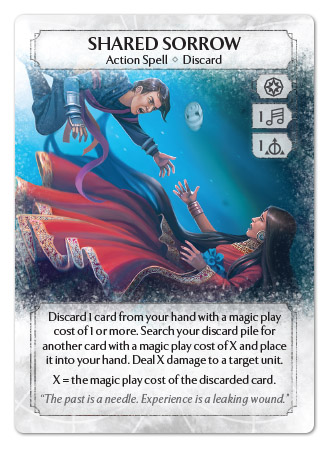 SHARED SORROW
Action Spell ◇ Discard
1
1
Discard 1 card from your hand with a magic play
cost of 1 or more. Search your discard pile for
another card with a magic play cost of X and place
it into your hand. Deal X damage to a target unit.
X = the magic play cost of the discarded card.
"The past is a needle. Experience is a leaking wound."